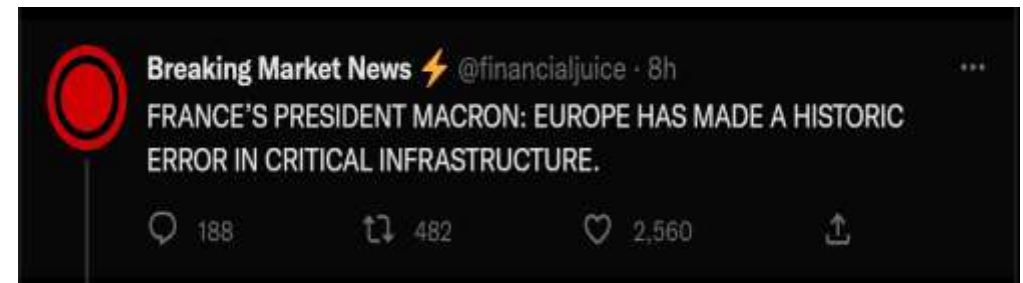 Breaking Market News ⚡ @financialjuice · 8h ...
FRANCE'S PRESIDENT MACRON: EUROPE HAS MADE A HISTORIC
ERROR IN CRITICAL INFRASTRUCTURE.
188 482 2,560